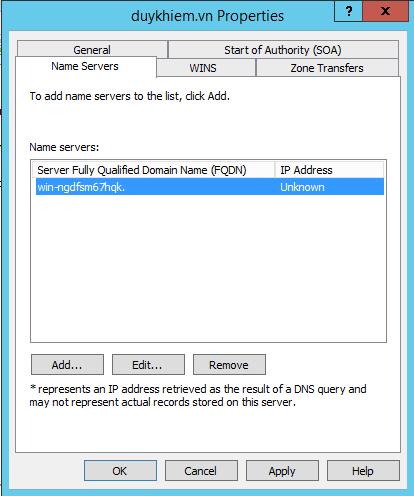 duykhiem.vn Properties
? X
General Start of Authority (SOA)
Name Servers WINS Zone Transfers
To add name servers to the list, click Add.
Name servers:
Server Fully Qualified Domain Name (FQDN) IP Address
win-ngdfsm67hqk. Unknown
Add... Edit... Remove
* represents an IP address retrieved as the result of a DNS query and
may not represent actual records stored on this server.
OK Cancel Apply Help